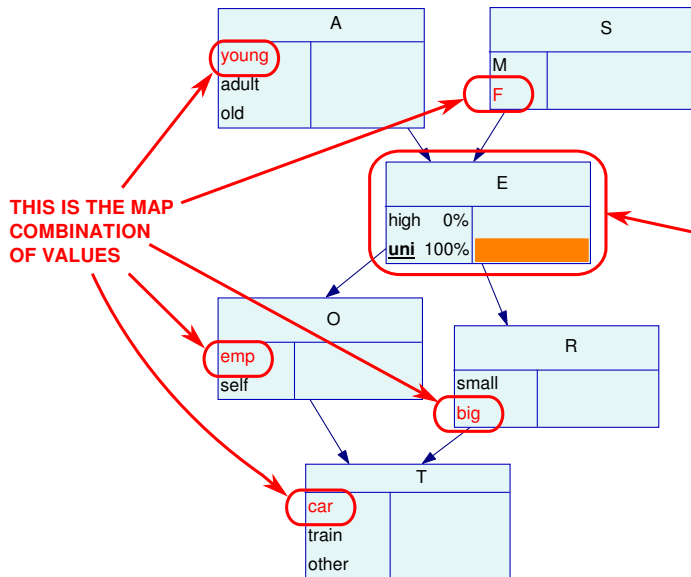 A
young
adult
old
S
M
F
E
high 0%
uni 100%
THIS IS THE MAP
COMBINATION
OF VALUES
O
emp
self
R
small
big
T
car
train
other